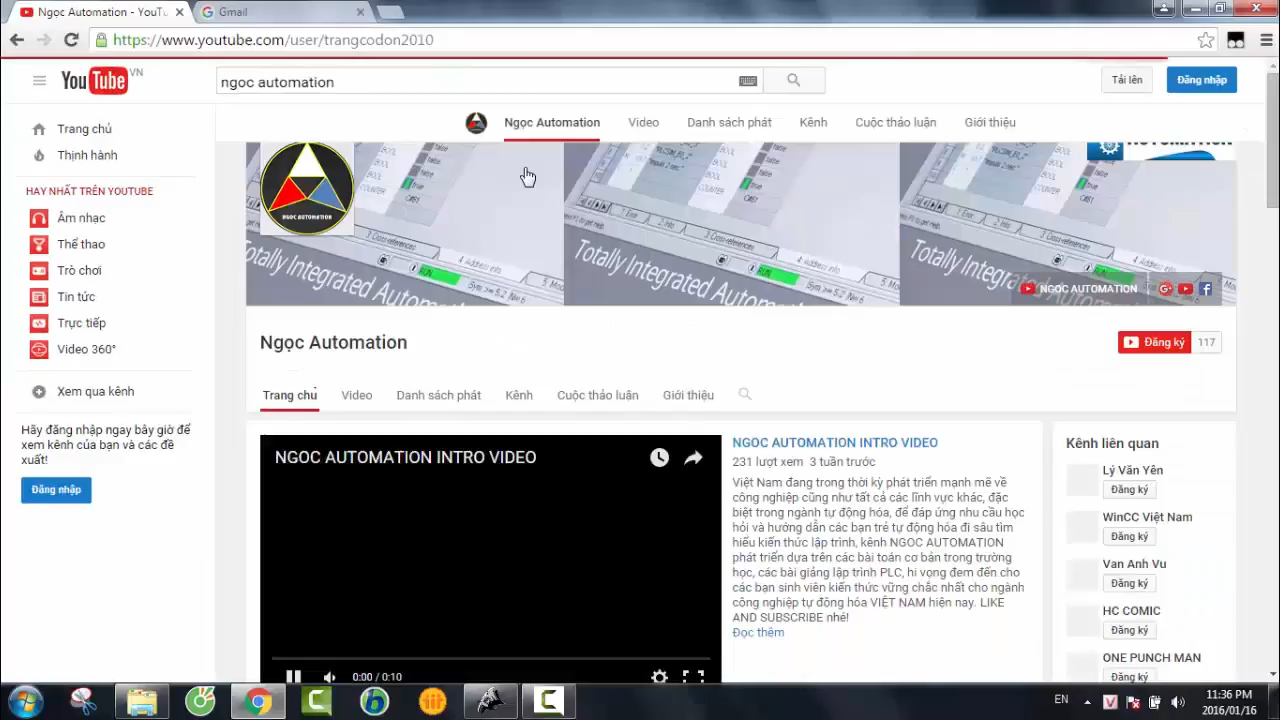 Ngọc Automation - YouTu
Gmail
https://www.youtube.com/user/trangcodon2010
YouTube VN
ngoc automation
Tải lên
Đăng nhập
Ngọc Automation
Video
Danh sách phát
Kênh
Cuộc thảo luận
Giới thiệu
Trang chủ
Thịnh hành
HAY NHẤT TRÊN YOUTUBE
Âm nhạc
Thể thao
Trò chơi
Tin tức
Trực tiếp
Video 360°
Xem qua kênh
Hãy đăng nhập ngay bây giờ để
xem kênh của bạn và các đề
xuất!
Đăng nhập
NGOC AUTOMATION
Totally Integrated Automat
Totally Integrated Automat
Totally Integrated Automat
NGOC AUTOMATION
Ngọc Automation
Đăng ký
117
Trang chủ
Video
Danh sách phát
Kênh
Cuộc thảo luận
Giới thiệu
NGOC AUTOMATION INTRO VIDEO
0:00 / 0:10
NGOC AUTOMATION INTRO VIDEO
231 lượt xem 3 tuần trước
Việt Nam đang trong thời kỳ phát triển mạnh mẽ về
công nghiệp cũng như tất cả các lĩnh vực khác, đặc
biệt trong ngành tự động hóa, để đáp ứng nhu cầu học
hỏi và hướng dẫn các bạn trẻ tự động hóa đi sâu tìm
hiểu kiến thức lập trình, kênh NGOC AUTOMATION
phát triển dựa trên các bài toán cơ bản trong trường
học, các bài giảng lập trình PLC, hi vọng đem đến cho
các bạn sinh viên kiến thức vững chắc nhất cho ngành
công nghiệp tự động hóa VIỆT NAM hiện nay. LIKE
AND SUBSCRIBE nhé!
Đọc thêm
Kênh liên quan
Lý Văn Yên
Đăng ký
WinCC Việt Nam
Đăng ký
Van Anh Vu
Đăng ký
HC COMIC
Đăng ký
ONE PUNCH MAN
Đăng ký
EN
11:36 PM
2016/01/16